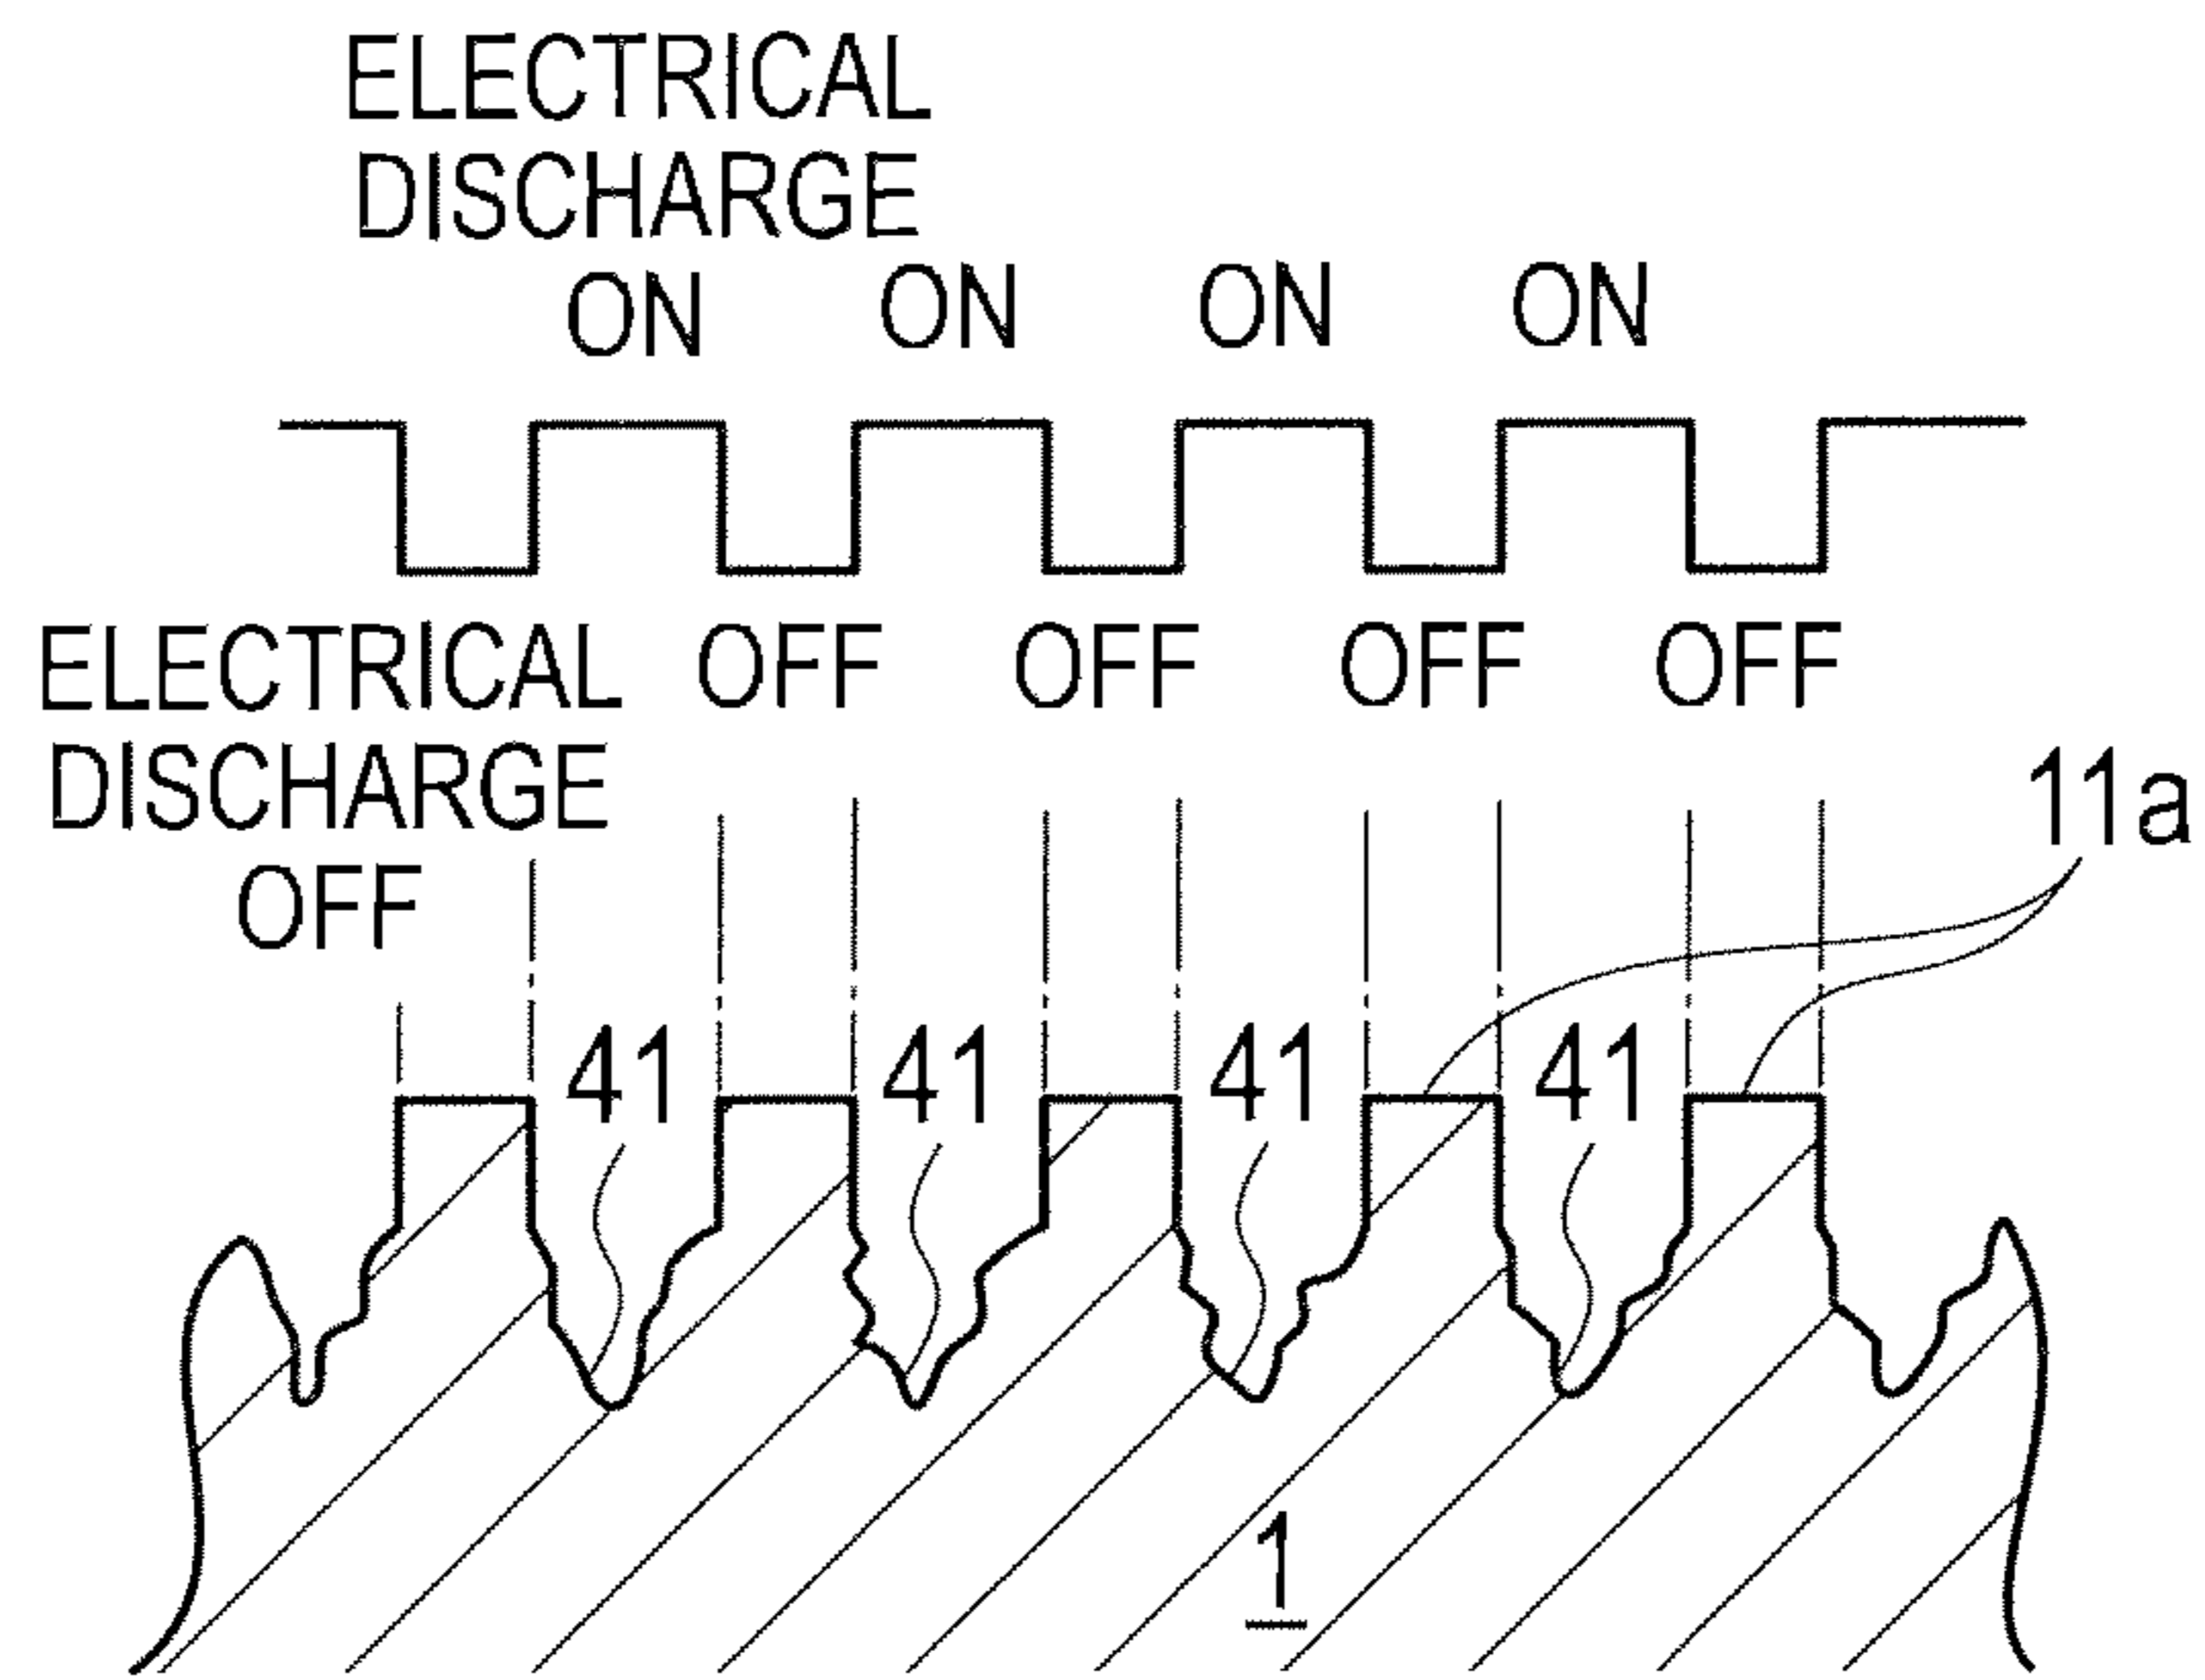 ELECTRICAL
DISCHARGE
ON ON ON ON
ELECTRICAL OFF OFF OFF OFF
DISCHARGE
11a
OFF
41 41 41 41
1